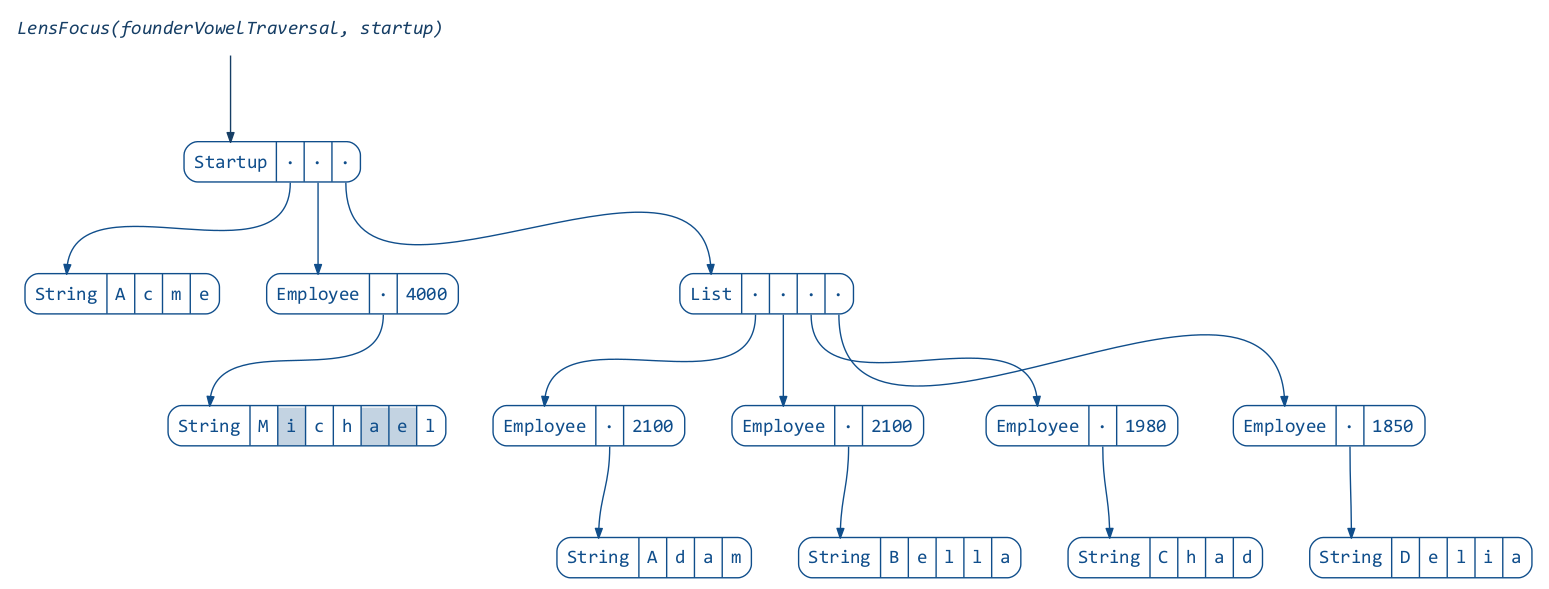 LensFocus(founderVowelTraversal, startup)
Startup · · ·
String A c m e
Employee · 4000
List · · · ·
String M i c h a e l
Employee · 2100
Employee · 2100
Employee · 1980
Employee · 1850
String A d a m
String B e l l a
String C h a d
String D e l i a